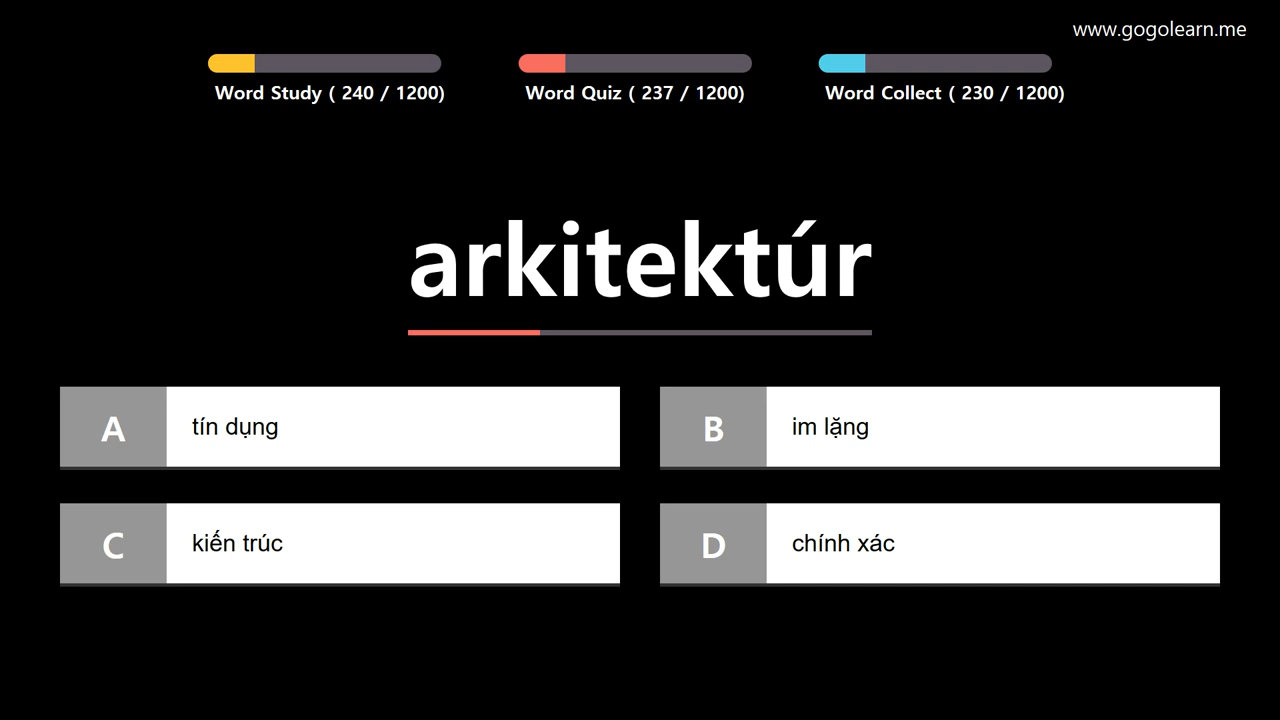 www.gogolearn.me
Word Study ( 240 / 1200)
Word Quiz ( 237 / 1200)
Word Collect ( 230 / 1200)
arkitektúr
A
tín dụng
B
im lặng
C
kiến trúc
D
chính xác